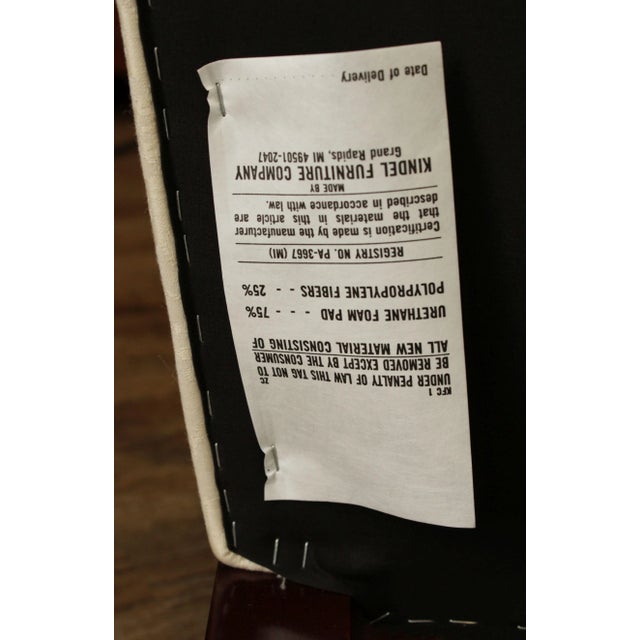 KFC 1 ZC
UNDER PENALTY OF LAW THIS TAG NOT TO
BE REMOVED EXCEPT BY THE CONSUMER
ALL NEW MATERIAL CONSISTING OF
URETHANE FOAM PAD - - - - 75%
POLYPROPYLENE FIBERS - - - 25%
REGISTRY NO. PA-3667 (MI)
Certification is made by the manufacturer
that the materials in this article are
described in accordance with law.
MADE BY
KINDEL FURNITURE COMPANY
Grand Rapids, MI 49501-2047
Date of Delivery